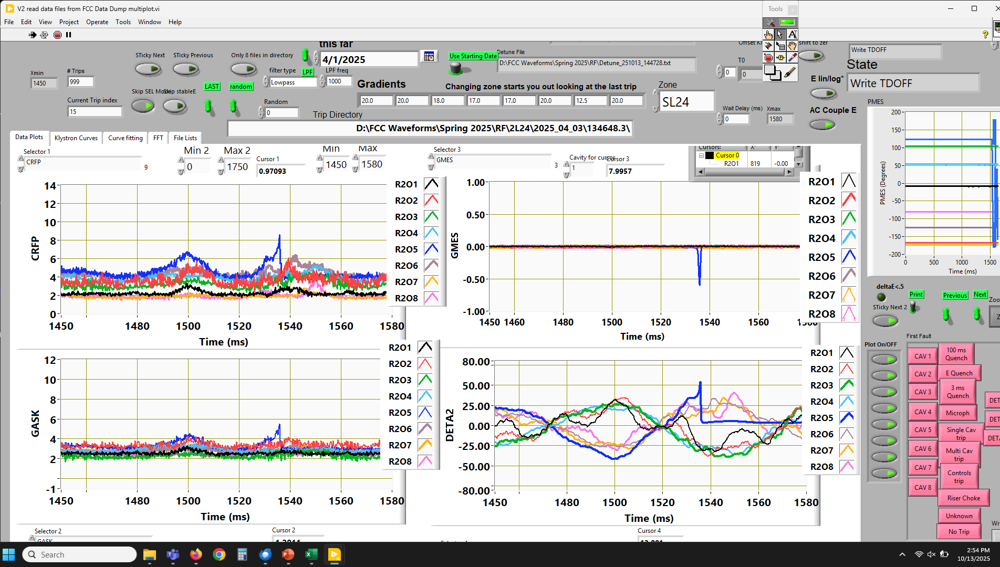 V2 read data files from FCC Data Dump multiplot.vi
Tools
File Edit View Project Operate Tools Window Help
this far
STicky Next STicky Previous Only 8 files in directory
4/1/2025
Use Starting Date
Detune File
D:\FCC Waveforms\Spring 2025\RF\Detune_251013_144728.txt
T0
0
0
shift to zer
Write TDOFF
State
Write TDOFF
Xmin
1450
# Trips
999
filter type
Lowpass
LPF
LPF freq
1000
LAST
random
Gradients
Changing zone starts you out looking at the last trip
Zone
SL24
E lin/log*
PMES
Current Trip index
15
Skip SEL Mode
Skip stableE
Random
0
20.0 20.0 18.0 17.0 17.0 20.0 12.5 20.0
Wait Delay (ms)
0
Xmax
1580
AC Couple E
Trip Directory
D:\FCC Waveforms\Spring 2025\RF\2L24\2025_04_03\134648.3\
Data Plots Klystron Curves Curve fitting FFT File Lists
Selector 1
CRFP
9
Min 2
0
Max 2
1750
Cursor 1
0.97093
Min
1450
Max
1580
Selector 3
GMES
3
Cavity for cursor
1
Cursor 3
7.9957
Cursors: X Y
Cursor 0
R2O1 819 -0.00
CRFP
14
12
10
8
6
4
2
0
1450 1480 1500 1520 1540 1560 1580
Time (ms)
R2O1
R2O2
R2O3
R2O4
R2O5
R2O6
R2O7
R2O8
GMES
1.00
0.50
0.00
-0.50
-1.00
1450 1460 1480 1500 1520 1540 1560 1580
Time (ms)
R2O1
R2O2
R2O3
R2O4
R2O5
R2O6
R2O7
R2O8
PMES (Degrees)
200
150
100
50
0
-50
-100
-150
-200
0 500 1000 1500
Time (ms)
deltaE<.5
STicky Next 2
Print
Previous
Next
First Fault
Plot On/OFF
GASK
12
10
8
6
4
2
-1
1450 1480 1500 1520 1540 1560 1580
Time (ms)
R2O1
R2O2
R2O3
R2O4
R2O5
R2O6
R2O7
R2O8
DETA2
80.00
50.00
25.00
0.00
-25.00
-50.00
-80.00
1450 1480 1500 1520 1540 1560 1580
Time (ms)
R2O1
R2O2
R2O3
R2O4
R2O5
R2O6
R2O7
R2O8
CAV 1
CAV 2
CAV 3
CAV 4
CAV 5
CAV 6
CAV 7
CAV 8
100 ms
Quench
E Quench
3 ms
Quench
Microph
Single Cav
trip
Multi Cav
trip
Controls
trip
Riser Choke
Unknown
No Trip
DET
DET
DETA
Selector 2
GASK
Cursor 2
Cursor 4
Search
2:54 PM
10/13/2025